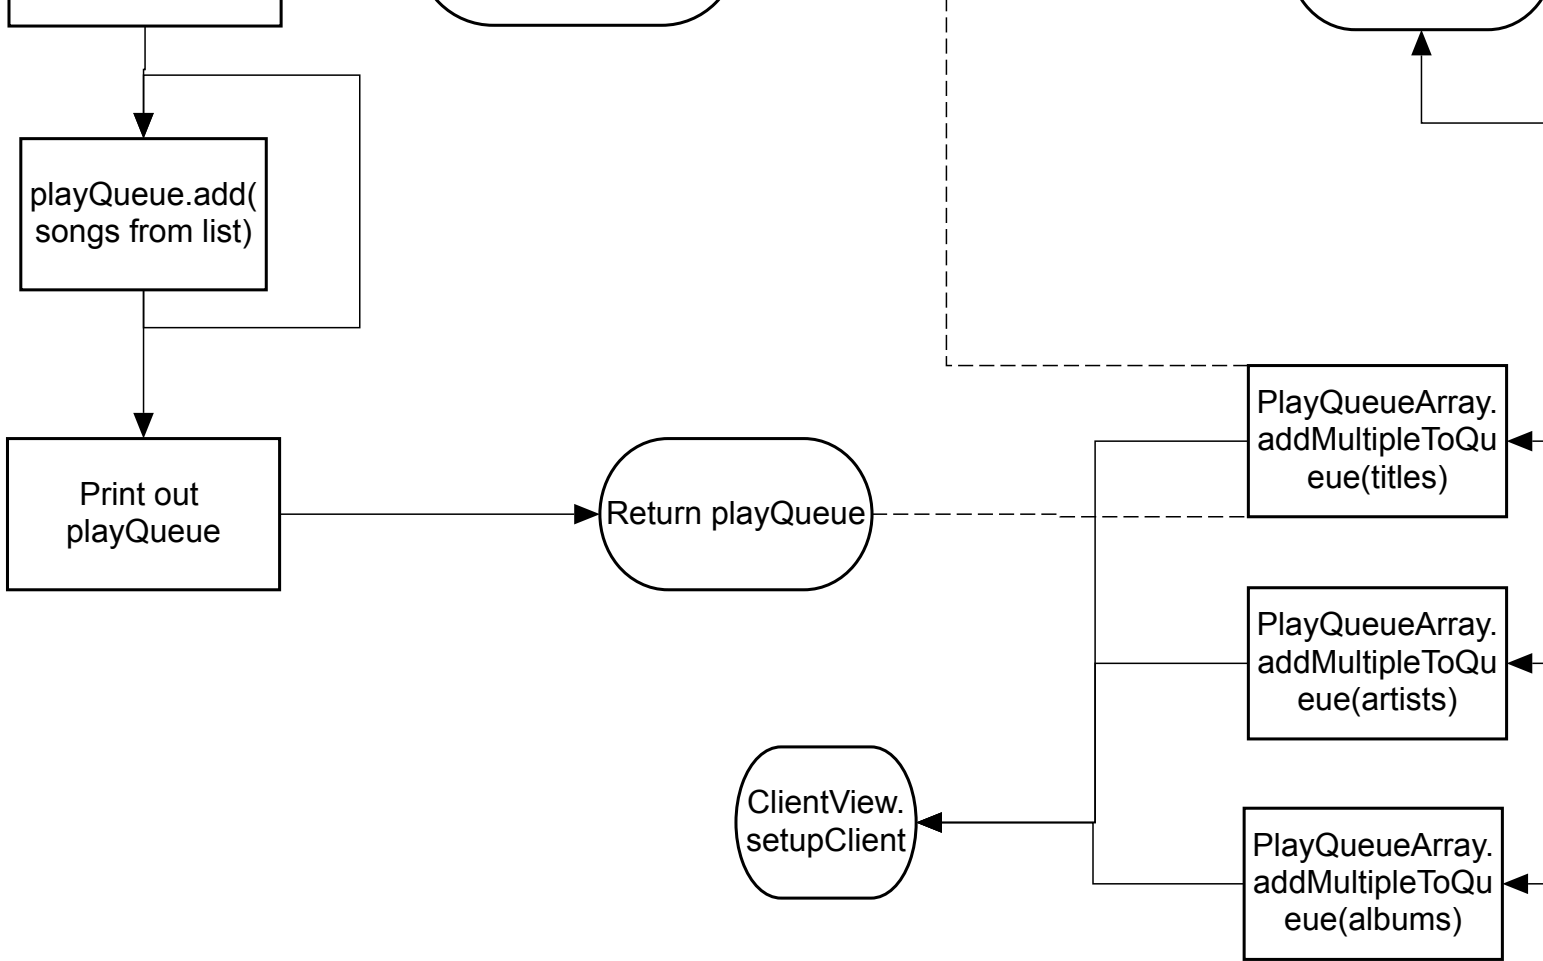 playQueue.add(
songs from list)
Print out
playQueue
Return playQueue
PlayQueueArray.
addMultipleToQu
eue(titles)
PlayQueueArray.
addMultipleToQu
eue(artists)
ClientView.
setupClient
PlayQueueArray.
addMultipleToQu
eue(albums)